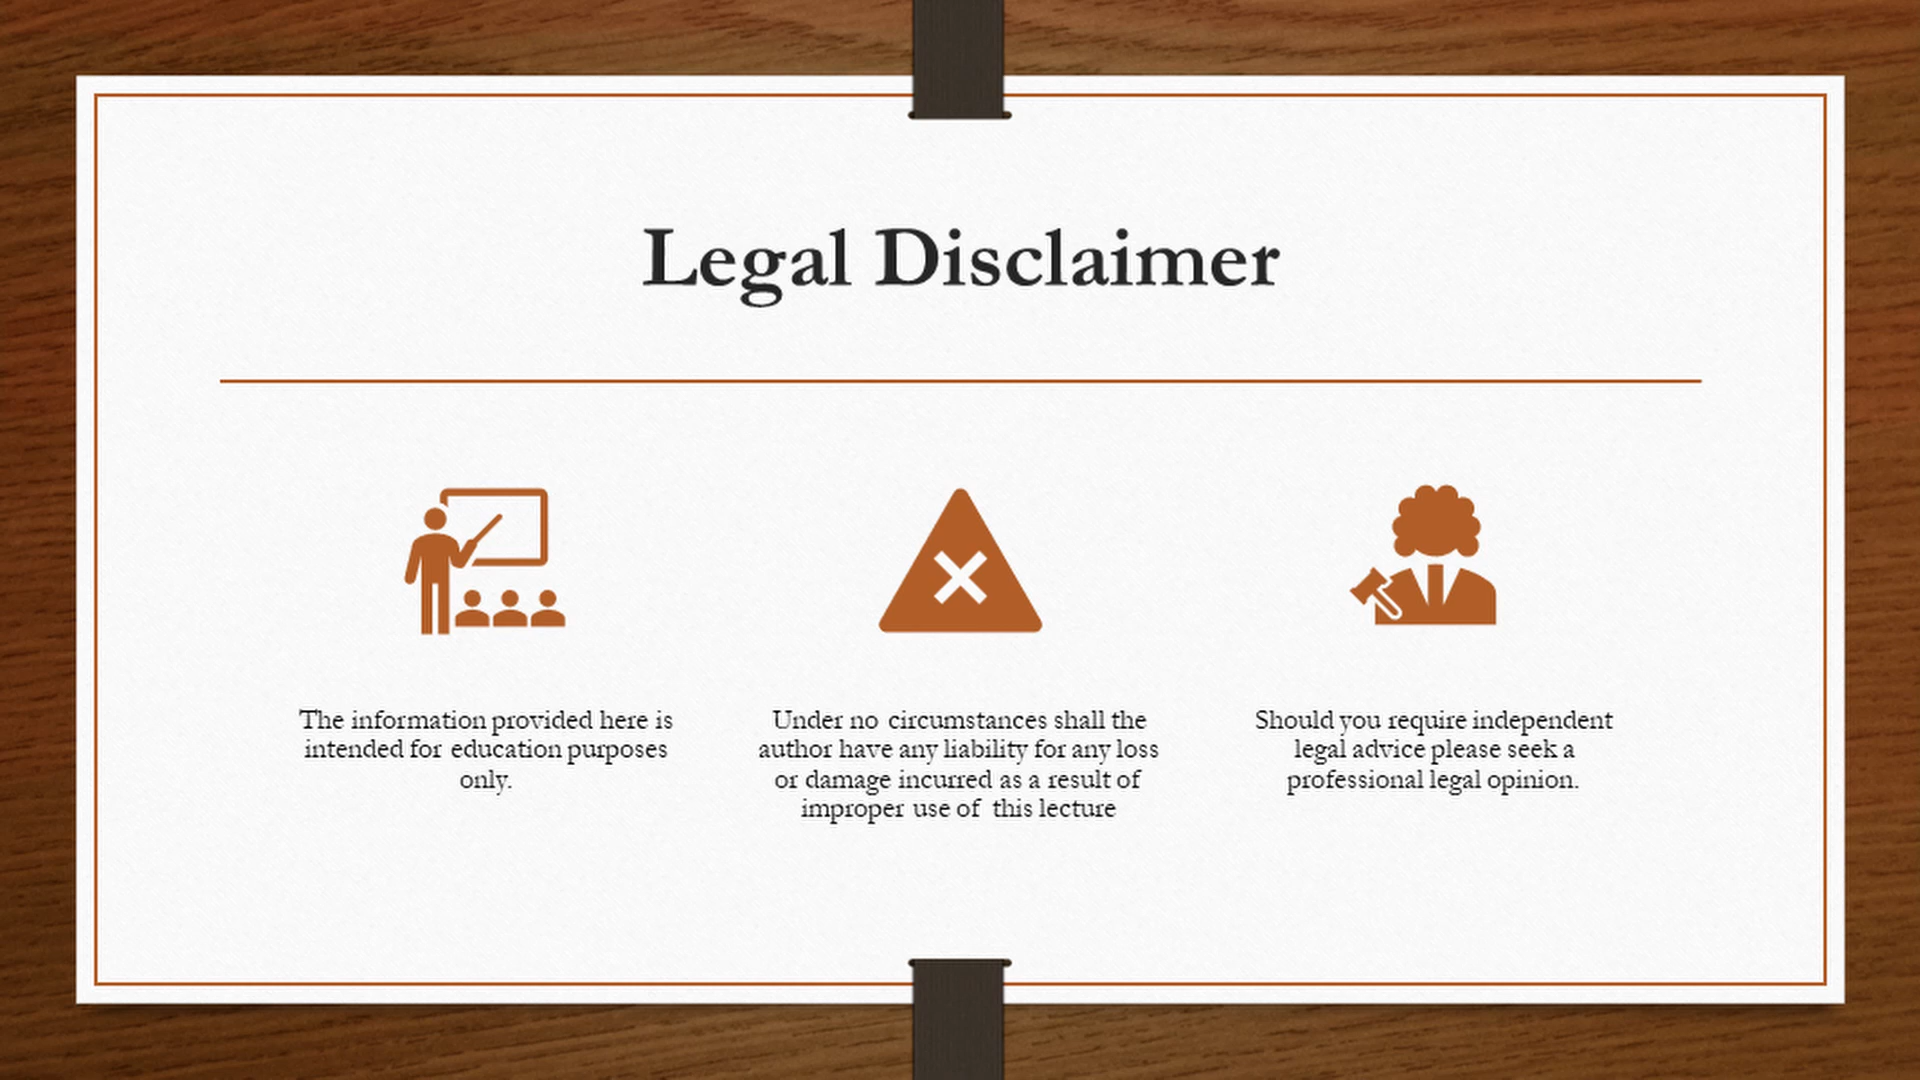 Legal Disclaimer
The information provided here is
intended for education purposes
only.
Under no circumstances shall the
author have any liability for any loss
or damage incurred as a result of
improper use of this lecture
Should you require independent
legal advice please seek a
professional legal opinion.